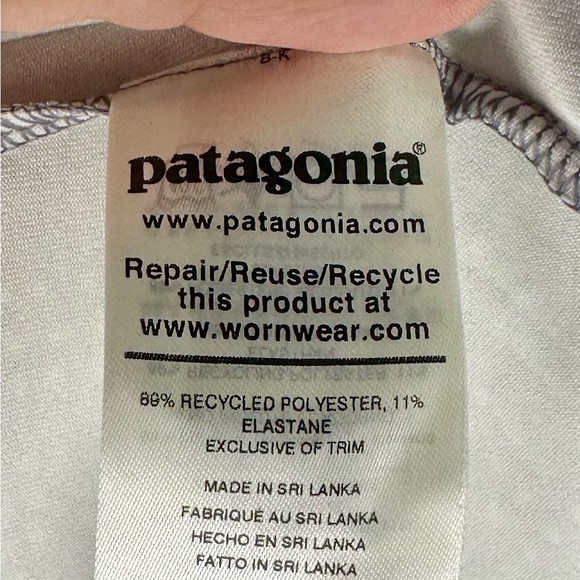 B-K
patagonia®
www.patagonia.com
Repair/Reuse/Recycle
this product at
www.wornwear.com
89% RECYCLED POLYESTER, 11%
ELASTANE
EXCLUSIVE OF TRIM
MADE IN SRI LANKA
FABRIQUÉ AU SRI LANKA
HECHO EN SRI LANKA
FATTO IN SRI LANKA